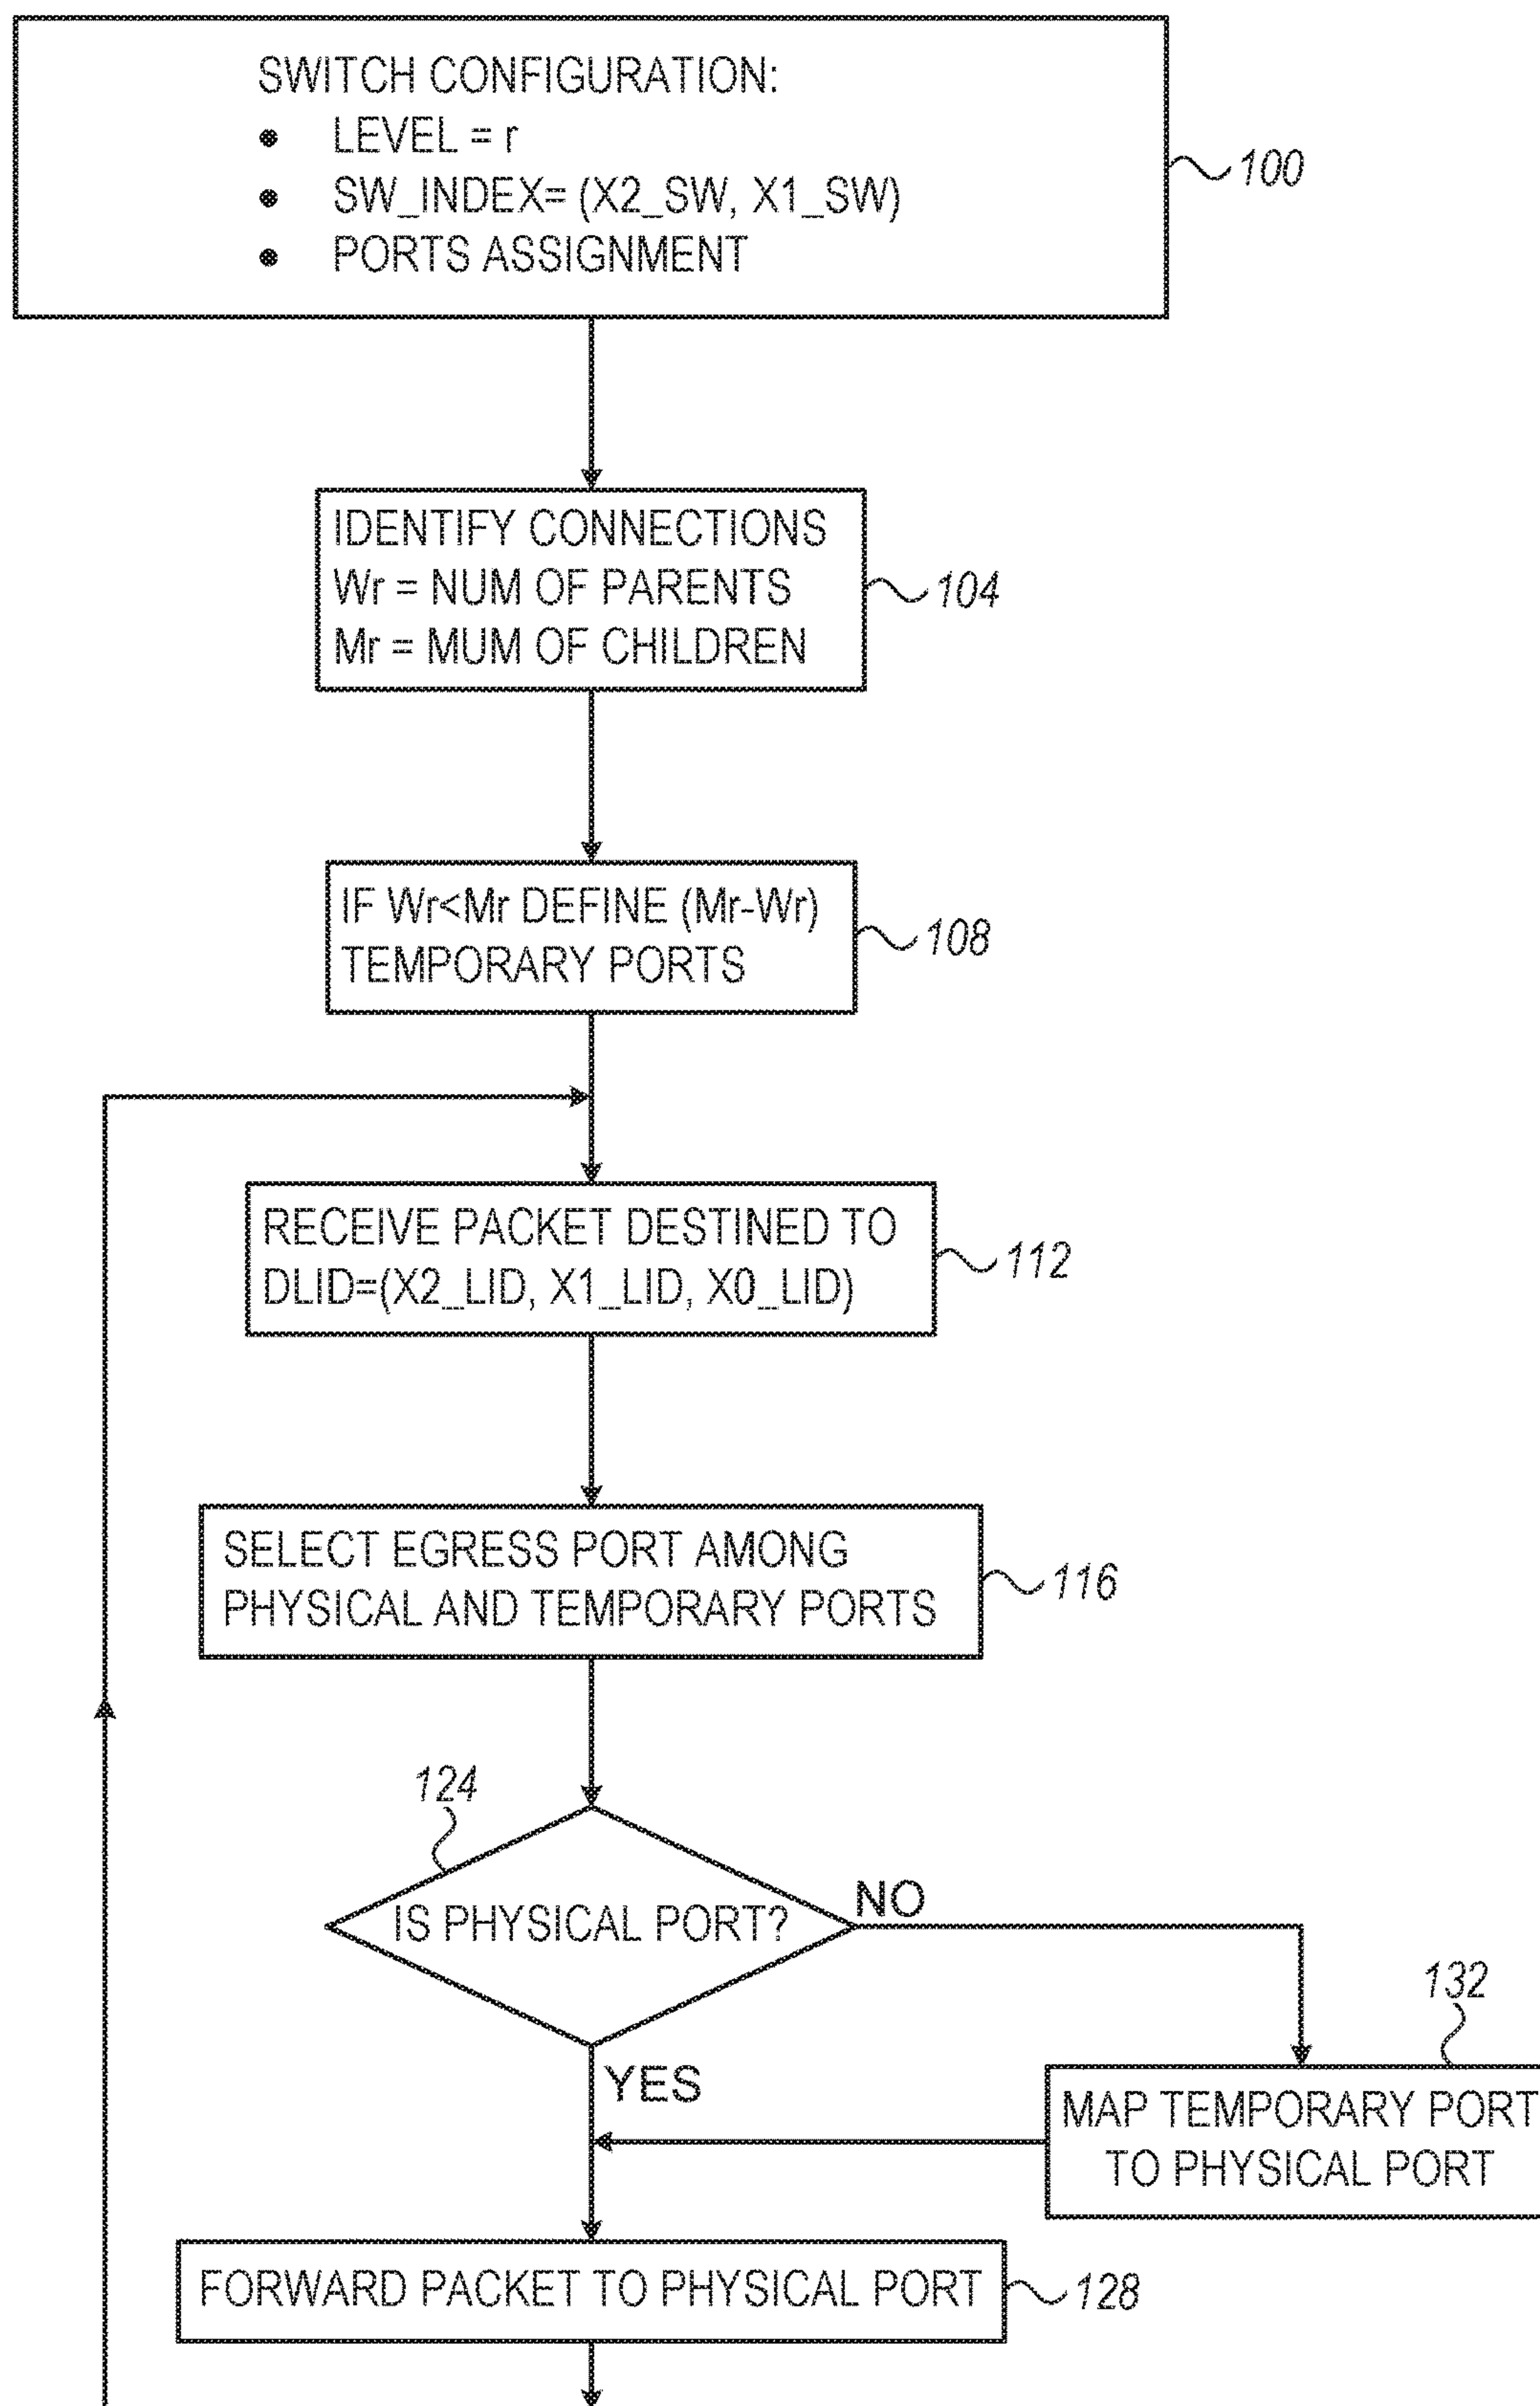 SWITCH CONFIGURATION:
• LEVEL = r
• SW_INDEX= (X2_SW, X1_SW)
• PORTS ASSIGNMENT
100
IDENTIFY CONNECTIONS
Wr = NUM OF PARENTS
Mr = MUM OF CHILDREN
104
IF Wr<Mr DEFINE (Mr-Wr)
TEMPORARY PORTS
108
RECEIVE PACKET DESTINED TO
DLID=(X2_LID, X1_LID, X0_LID)
112
SELECT EGRESS PORT AMONG
PHYSICAL AND TEMPORARY PORTS
116
124
IS PHYSICAL PORT?
NO
132
YES
MAP TEMPORARY PORT
TO PHYSICAL PORT
FORWARD PACKET TO PHYSICAL PORT
128